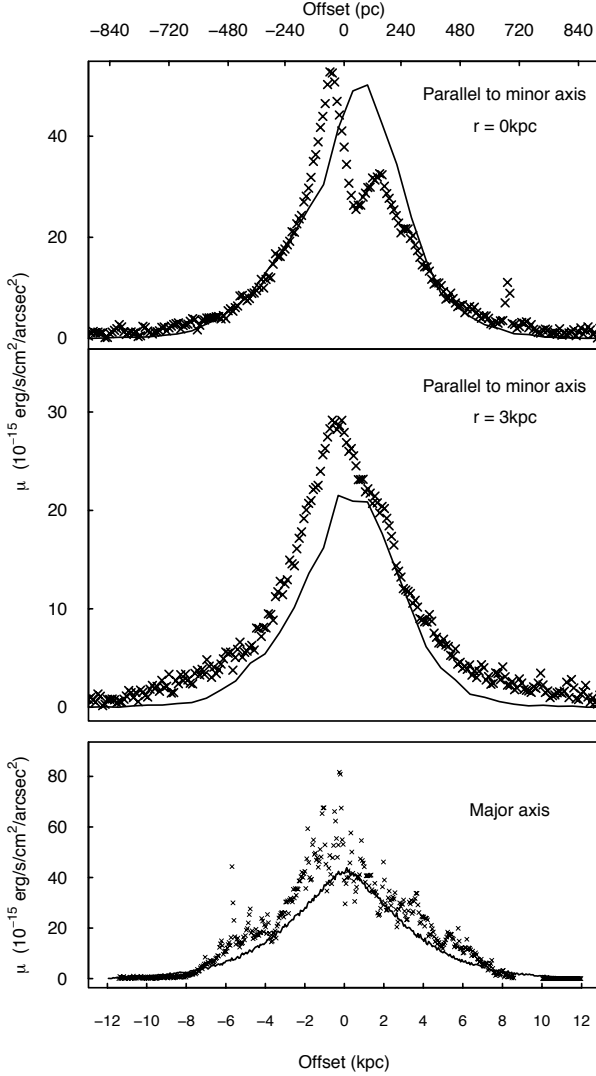 Offset (pc)
−840 −720 −480 −240 0 240 480 720 840
Parallel to minor axis
r = 0kpc
40
20
0
μ (10⁻¹⁵ erg/s/cm²/arcsec²)
Parallel to minor axis
r = 3kpc
30
20
10
0
Major axis
80
60
40
20
0
μ (10⁻¹⁵ erg/s/cm²/arcsec²)
−12 −10 −8 −6 −4 −2 0 2 4 6 8 10 12
Offset (kpc)